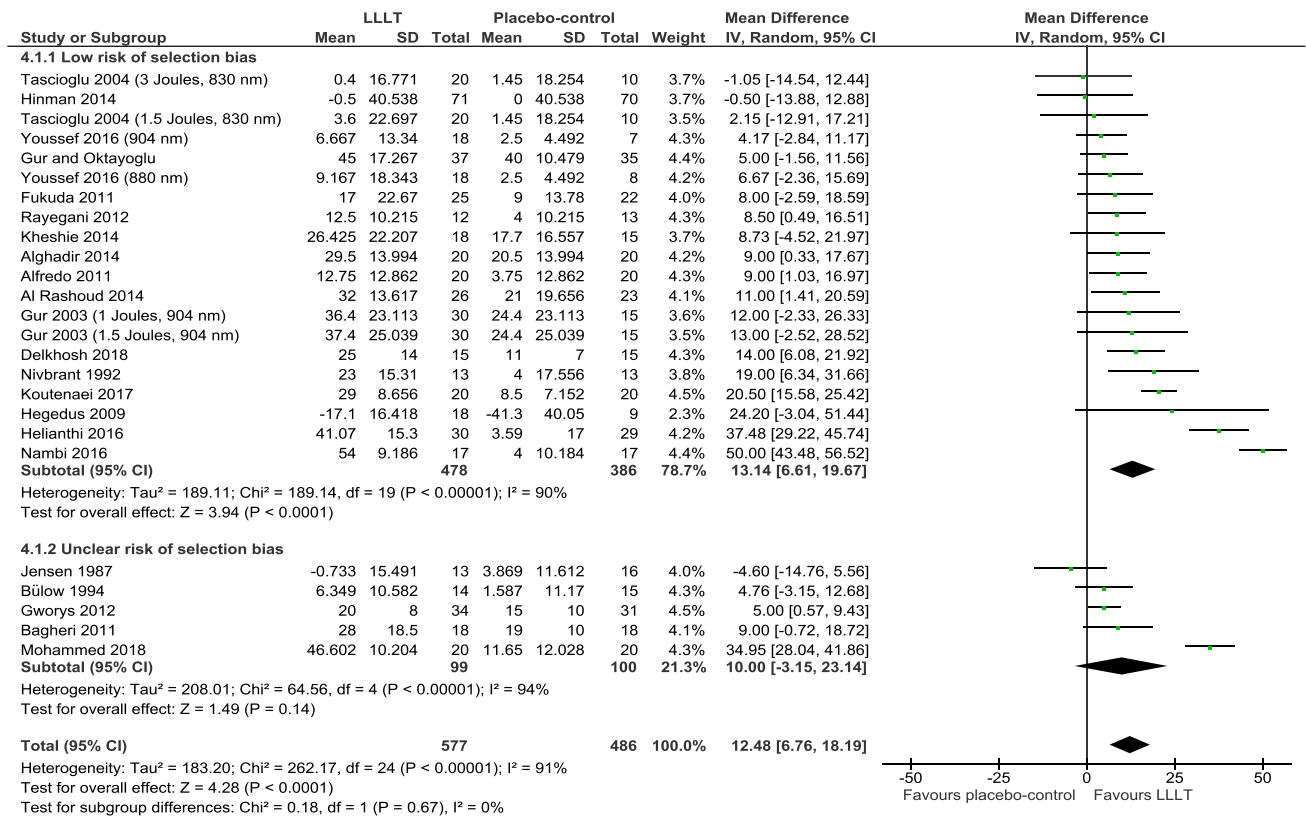 LLLT Placebo-control Mean Difference Mean Difference
Study or Subgroup Mean SD Total Mean SD Total Weight IV, Random, 95% CI IV, Random, 95% CI
4.1.1 Low risk of selection bias
Tascioglu 2004 (3 Joules, 830 nm) 0.4 16.771 20 1.45 18.254 10 3.7% -1.05 [-14.54, 12.44]
Hinman 2014 -0.5 40.538 71 0 40.538 70 3.7% -0.50 [-13.88, 12.88]
Tascioglu 2004 (1.5 Joules, 830 nm) 3.6 22.697 20 1.45 18.254 10 3.5% 2.15 [-12.91, 17.21]
Youssef 2016 (904 nm) 6.667 13.34 18 2.5 4.492 7 4.3% 4.17 [-2.84, 11.17]
Gur and Oktayoglu 45 17.267 37 40 10.479 35 4.4% 5.00 [-1.56, 11.56]
Youssef 2016 (880 nm) 9.167 18.343 18 2.5 4.492 8 4.2% 6.67 [-2.36, 15.69]
Fukuda 2011 17 22.67 25 9 13.78 22 4.0% 8.00 [-2.59, 18.59]
Rayegani 2012 12.5 10.215 12 4 10.215 13 4.3% 8.50 [0.49, 16.51]
Kheshie 2014 26.425 22.207 18 17.7 16.557 15 3.7% 8.73 [-4.52, 21.97]
Alghadir 2014 29.5 13.994 20 20.5 13.994 20 4.2% 9.00 [0.33, 17.67]
Alfredo 2011 12.75 12.862 20 3.75 12.862 20 4.3% 9.00 [1.03, 16.97]
Al Rashoud 2014 32 13.617 26 21 19.656 23 4.1% 11.00 [1.41, 20.59]
Gur 2003 (1 Joules, 904 nm) 36.4 23.113 30 24.4 23.113 15 3.6% 12.00 [-2.33, 26.33]
Gur 2003 (1.5 Joules, 904 nm) 37.4 25.039 30 24.4 25.039 15 3.5% 13.00 [-2.52, 28.52]
Delkhosh 2018 25 14 15 11 7 15 4.3% 14.00 [6.08, 21.92]
Nivbrant 1992 23 15.31 13 4 17.556 13 3.8% 19.00 [6.34, 31.66]
Koutenaei 2017 29 8.656 20 8.5 7.152 20 4.5% 20.50 [15.58, 25.42]
Hegedus 2009 -17.1 16.418 18 -41.3 40.05 9 2.3% 24.20 [-3.04, 51.44]
Helianthi 2016 41.07 15.3 30 3.59 17 29 4.2% 37.48 [29.22, 45.74]
Nambi 2016 54 9.186 17 4 10.184 17 4.4% 50.00 [43.48, 56.52]
Subtotal (95% CI) 478 386 78.7% 13.14 [6.61, 19.67]
Heterogeneity: Tau² = 189.11; Chi² = 189.14, df = 19 (P < 0.00001); I² = 90%
Test for overall effect: Z = 3.94 (P < 0.0001)
4.1.2 Unclear risk of selection bias
Jensen 1987 -0.733 15.491 13 3.869 11.612 16 4.0% -4.60 [-14.76, 5.56]
Bülow 1994 6.349 10.582 14 1.587 11.17 15 4.3% 4.76 [-3.15, 12.68]
Gworys 2012 20 8 34 15 10 31 4.5% 5.00 [0.57, 9.43]
Bagheri 2011 28 18.5 18 19 10 18 4.1% 9.00 [-0.72, 18.72]
Mohammed 2018 46.602 10.204 20 11.65 12.028 20 4.3% 34.95 [28.04, 41.86]
Subtotal (95% CI) 99 100 21.3% 10.00 [-3.15, 23.14]
Heterogeneity: Tau² = 208.01; Chi² = 64.56, df = 4 (P < 0.00001); I² = 94%
Test for overall effect: Z = 1.49 (P = 0.14)
Total (95% CI) 577 486 100.0% 12.48 [6.76, 18.19]
Heterogeneity: Tau² = 183.20; Chi² = 262.17, df = 24 (P < 0.00001); I² = 91%
Test for overall effect: Z = 4.28 (P < 0.0001)
Test for subgroup differences: Chi² = 0.18, df = 1 (P = 0.67), I² = 0%
-50 -25 0 25 50
Favours placebo-control Favours LLLT